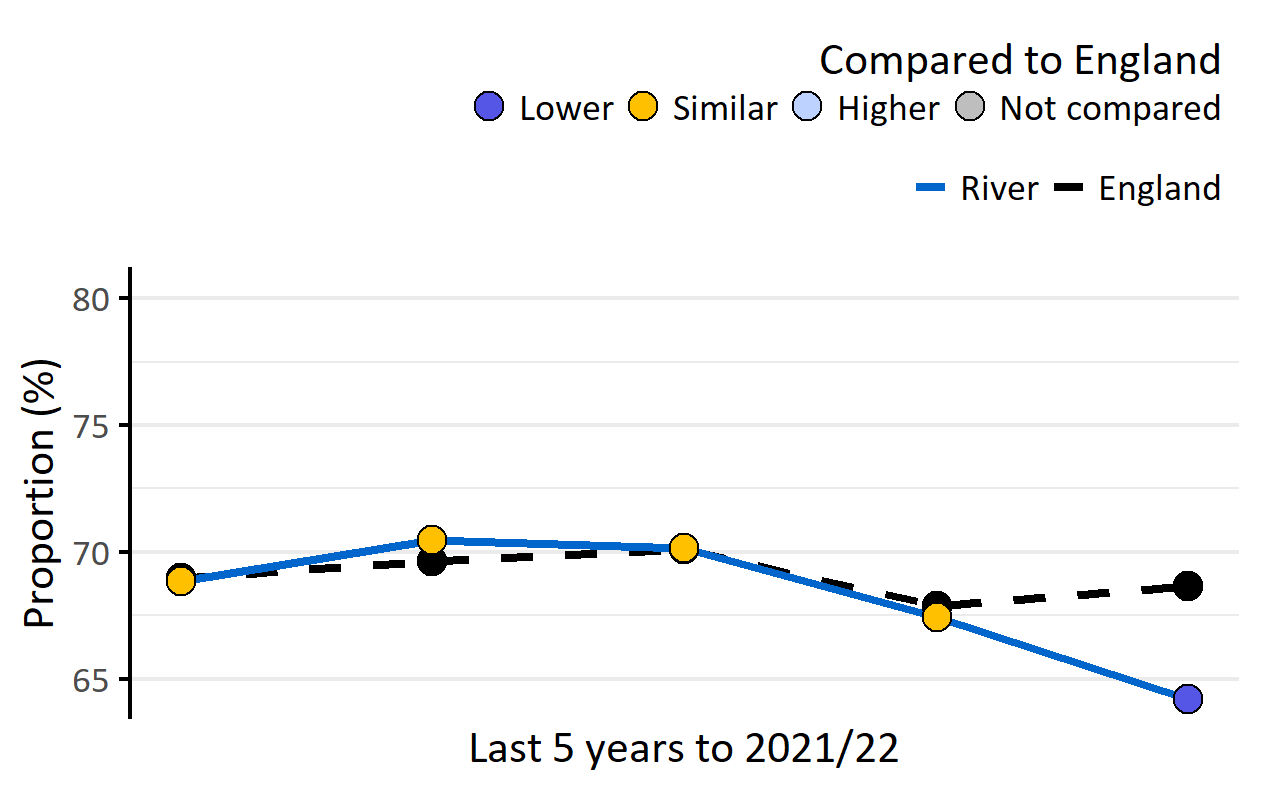 Compared to England
Lower Similar Higher Not compared
River England
Proportion (%)
80
75
70
65
Last 5 years to 2021/22